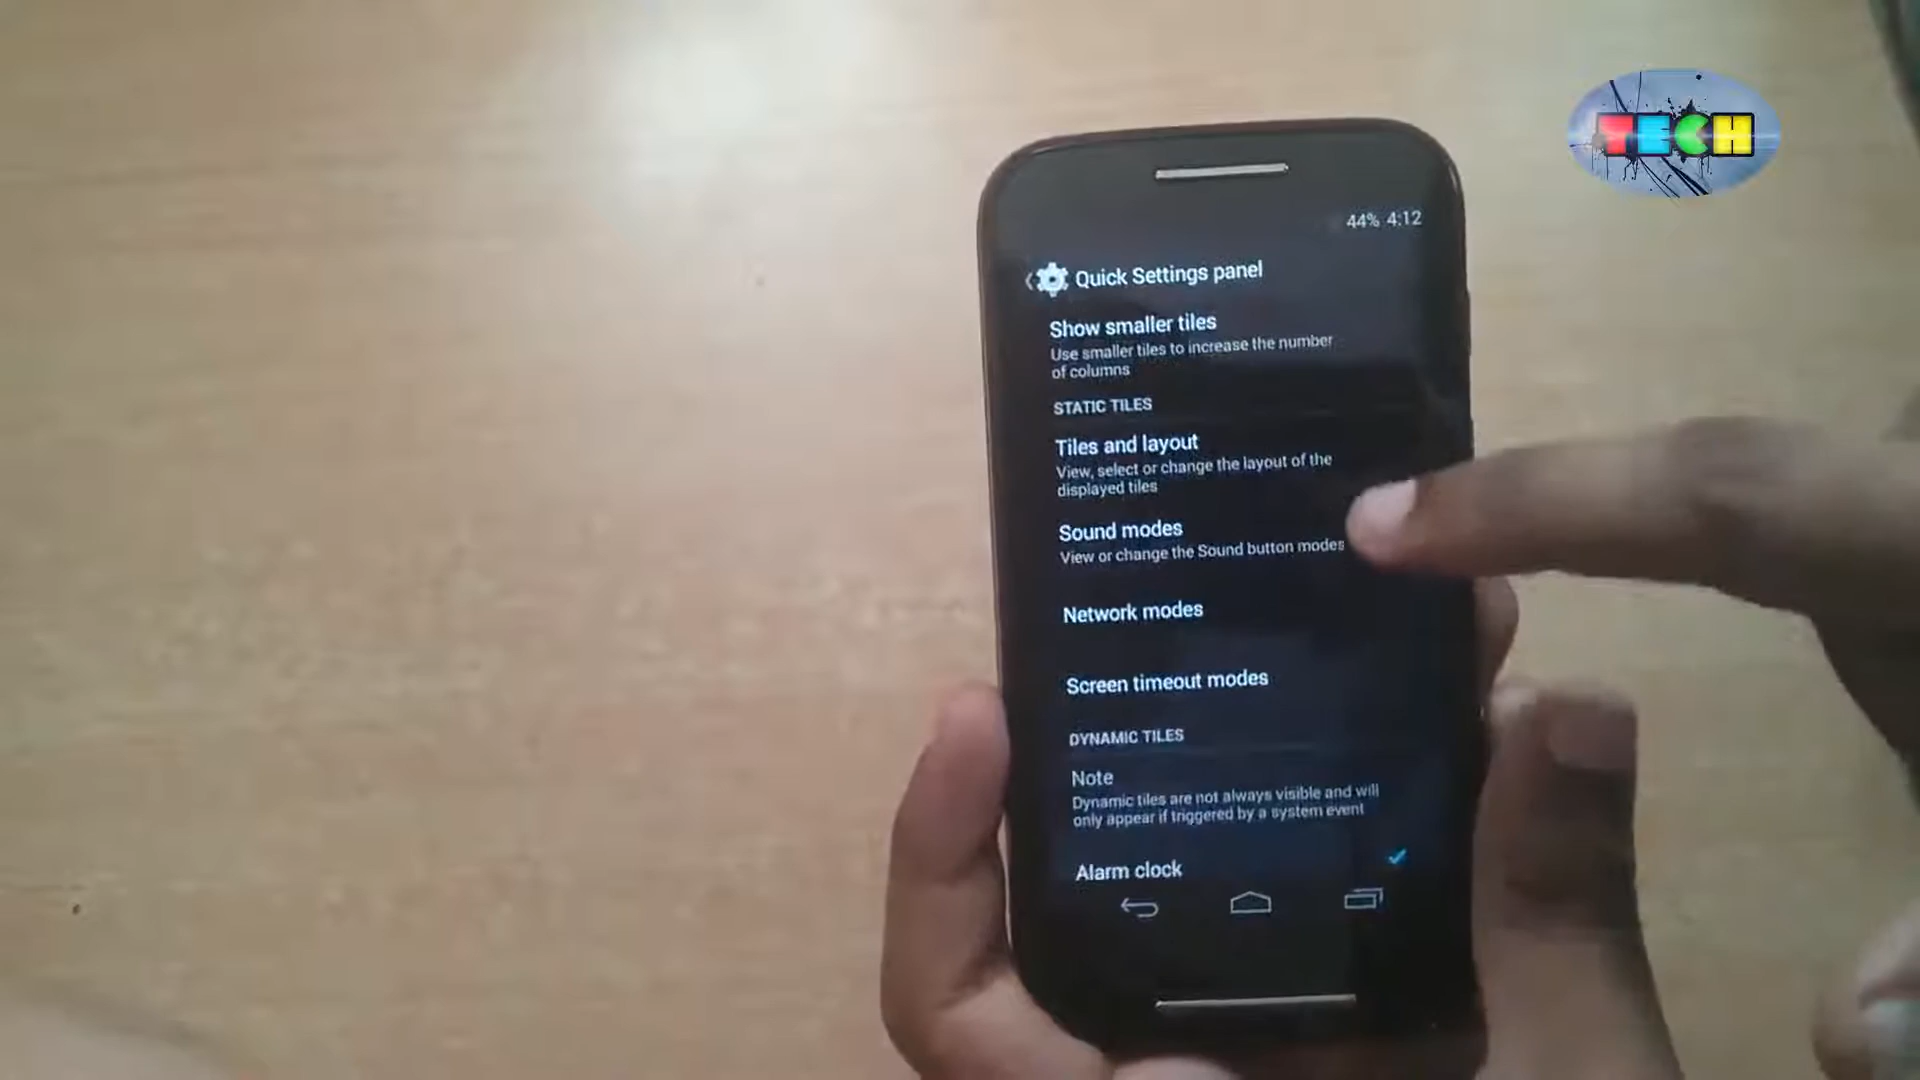 TECH
44% 4:12
Quick Settings panel
Show smaller tiles
Use smaller tiles to increase the number
of columns
STATIC TILES
Tiles and layout
View, select or change the layout of the
displayed tiles
Sound modes
View or change the Sound button modes
Network modes
Screen timeout modes
DYNAMIC TILES
Note
Dynamic tiles are not always visible and will
only appear if triggered by a system event
Alarm clock